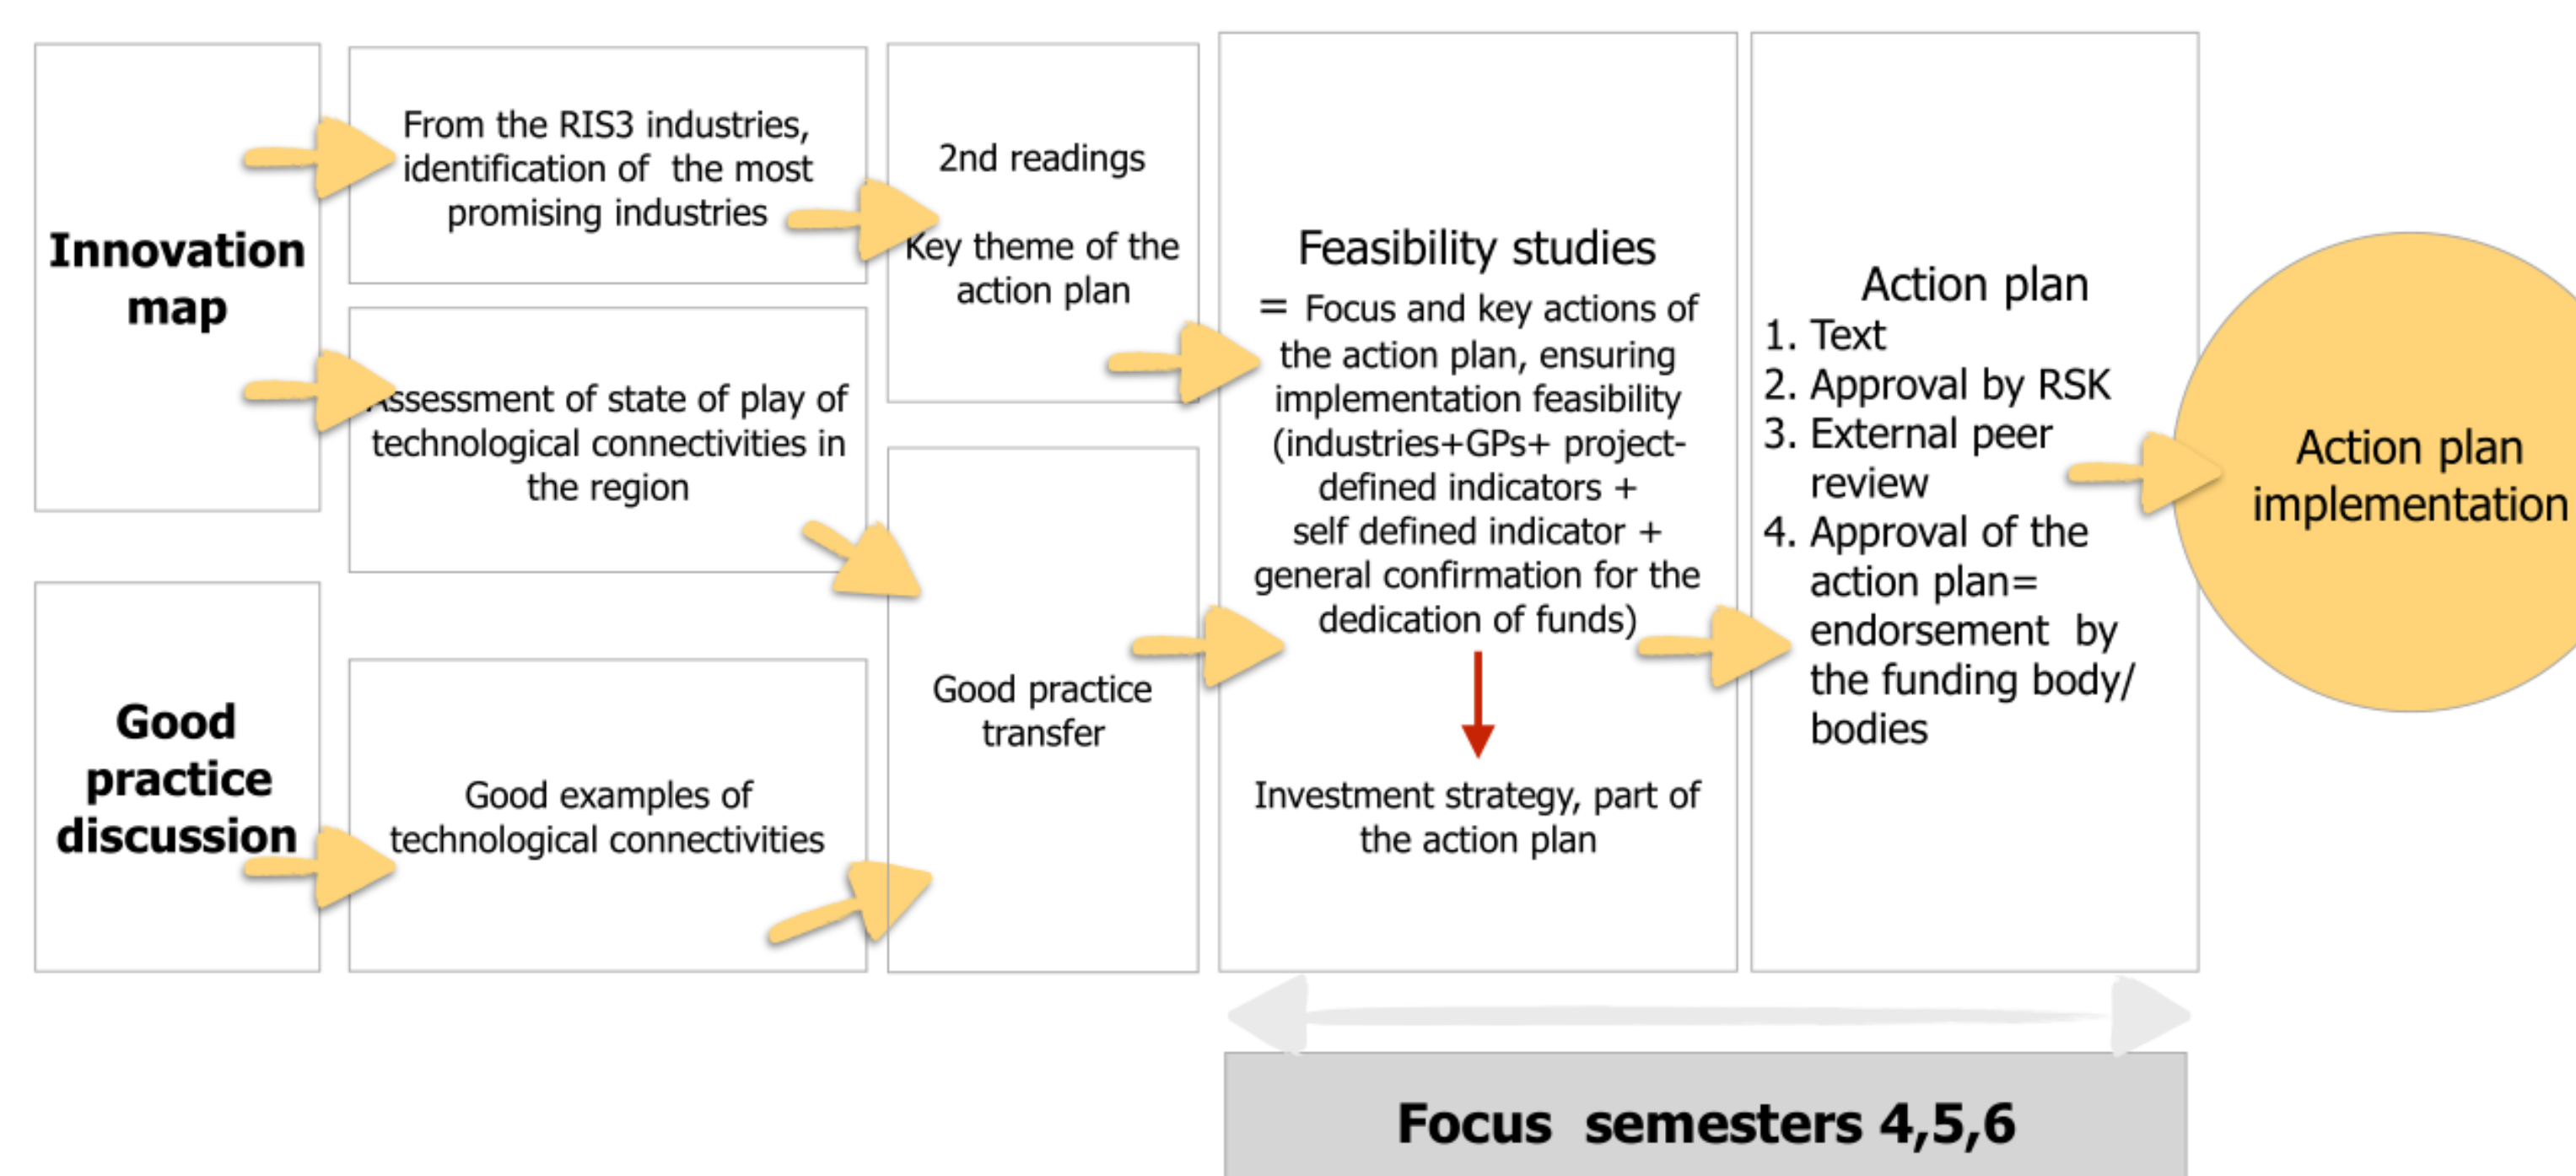 Innovation
map
From the RIS3 industries,
identification of  the most
promising industries
Assessment of state of play of
technological connectivities in
the region
Good
practice
discussion
Good examples of
technological connectivities
2nd readings
Key theme of the
action plan
Good practice
transfer
Feasibility studies
= Focus and key actions of
the action plan, ensuring
implementation feasibility
(industries+GPs+ project-
defined indicators +
self defined indicator +
general confirmation for the
dedication of funds)
Investment strategy, part of
the action plan
Action plan
1. Text
2. Approval by RSK
3. External peer
review
4. Approval of the
action plan=
endorsement  by
the funding body/
bodies
Action plan
implementation
Focus  semesters 4,5,6